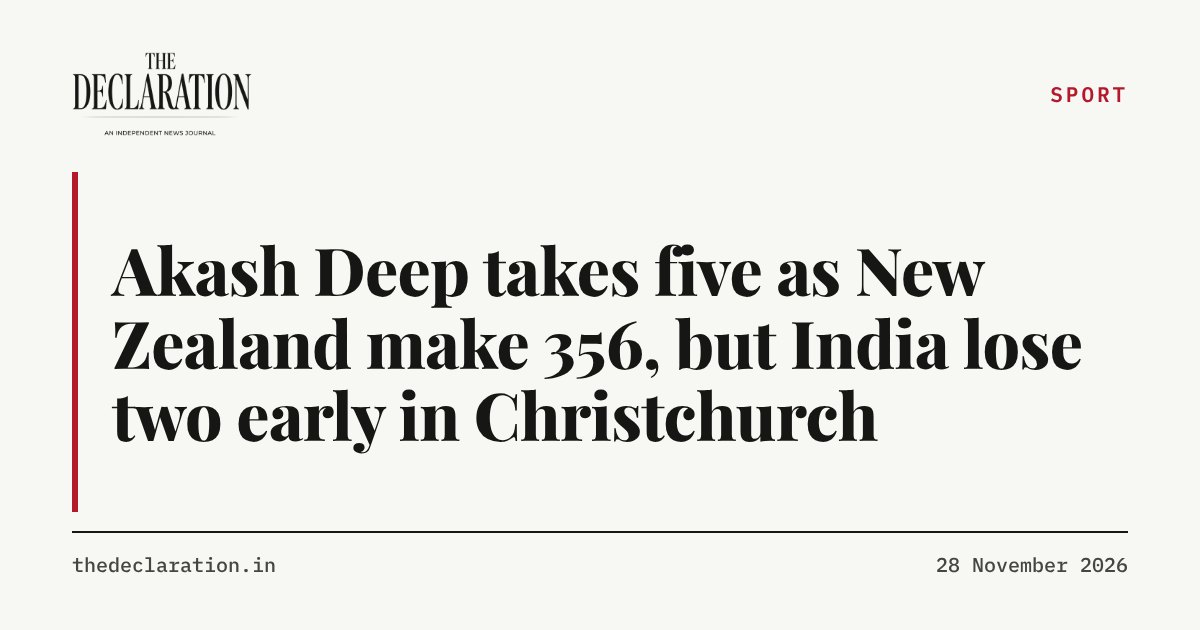 THE
DECLARATION
AN INDEPENDENT NEWS JOURNAL
SPORT
Akash Deep takes five as New
Zealand make 356, but India lose
two early in Christchurch
thedeclaration.in
28 November 2026